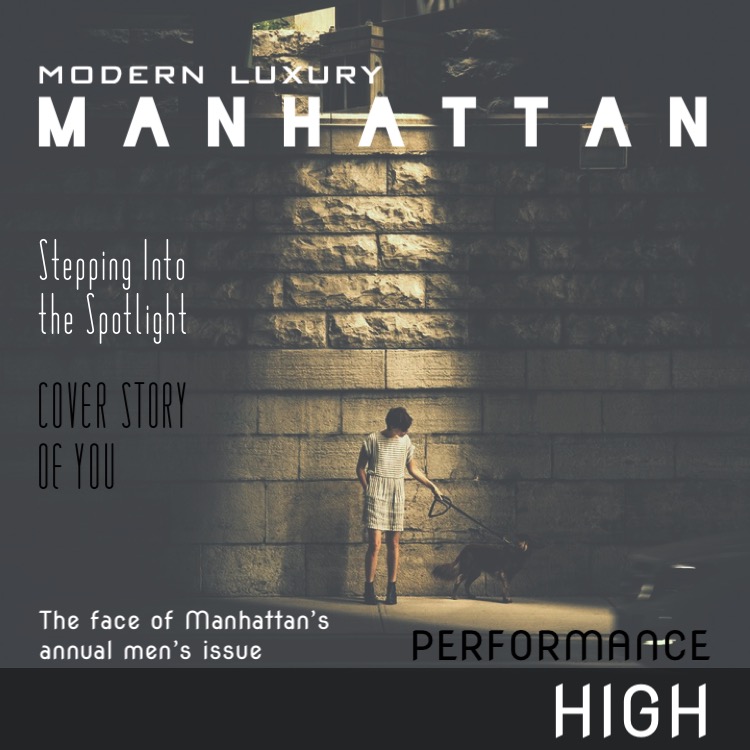 MODERN LUXURY
MANHATTAN
Stepping Into
the Spotlight
COVER STORY
OF YOU
The face of Manhattan's
annual men's issue
PERFORMANCE
HIGH